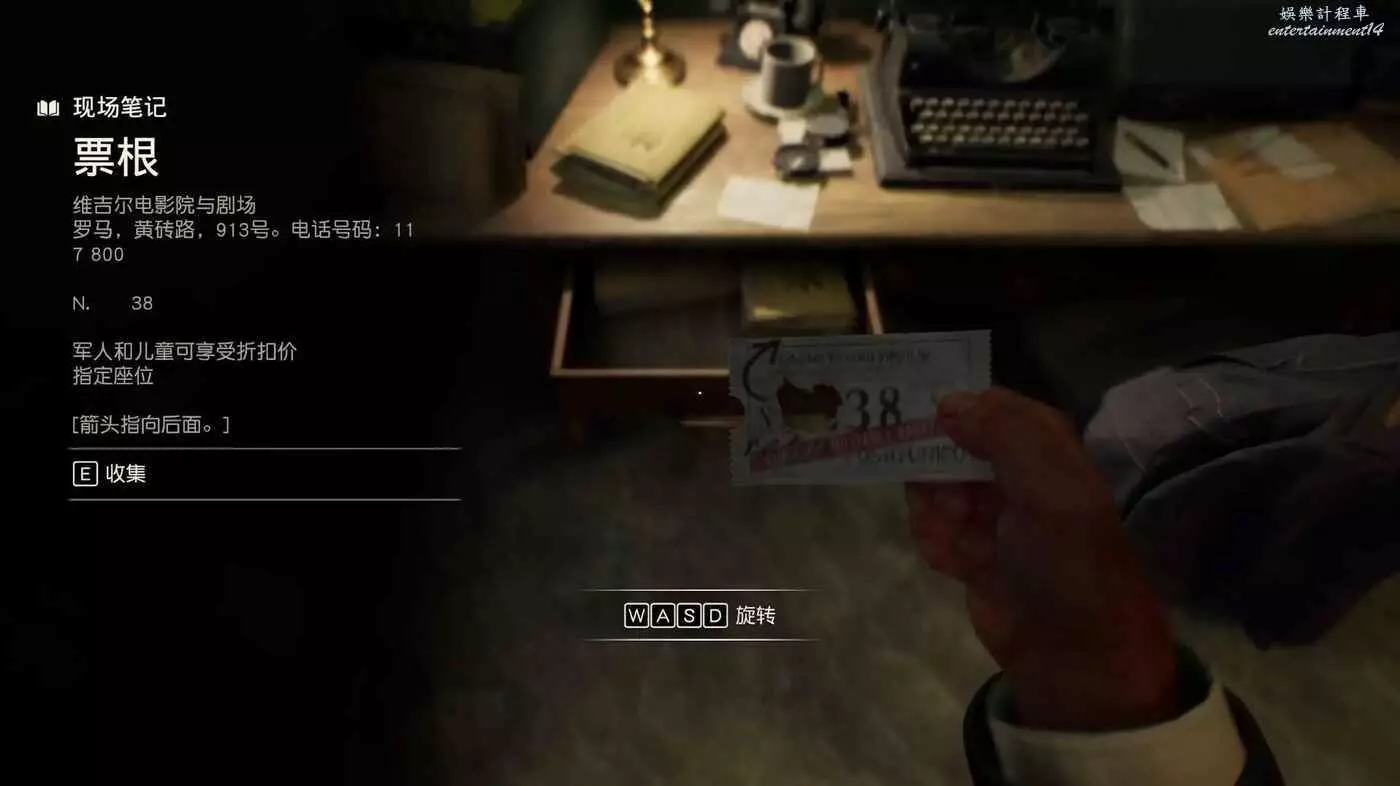 娛樂計程車
entertainment14
现场笔记
票根
维吉尔电影院与剧场
罗马，黄砖路，913号。电话号码：11
7 800
N. 38
军人和儿童可享受折扣价
指定座位
[箭头指向后面。]
E 收集
38
W A S D 旋转